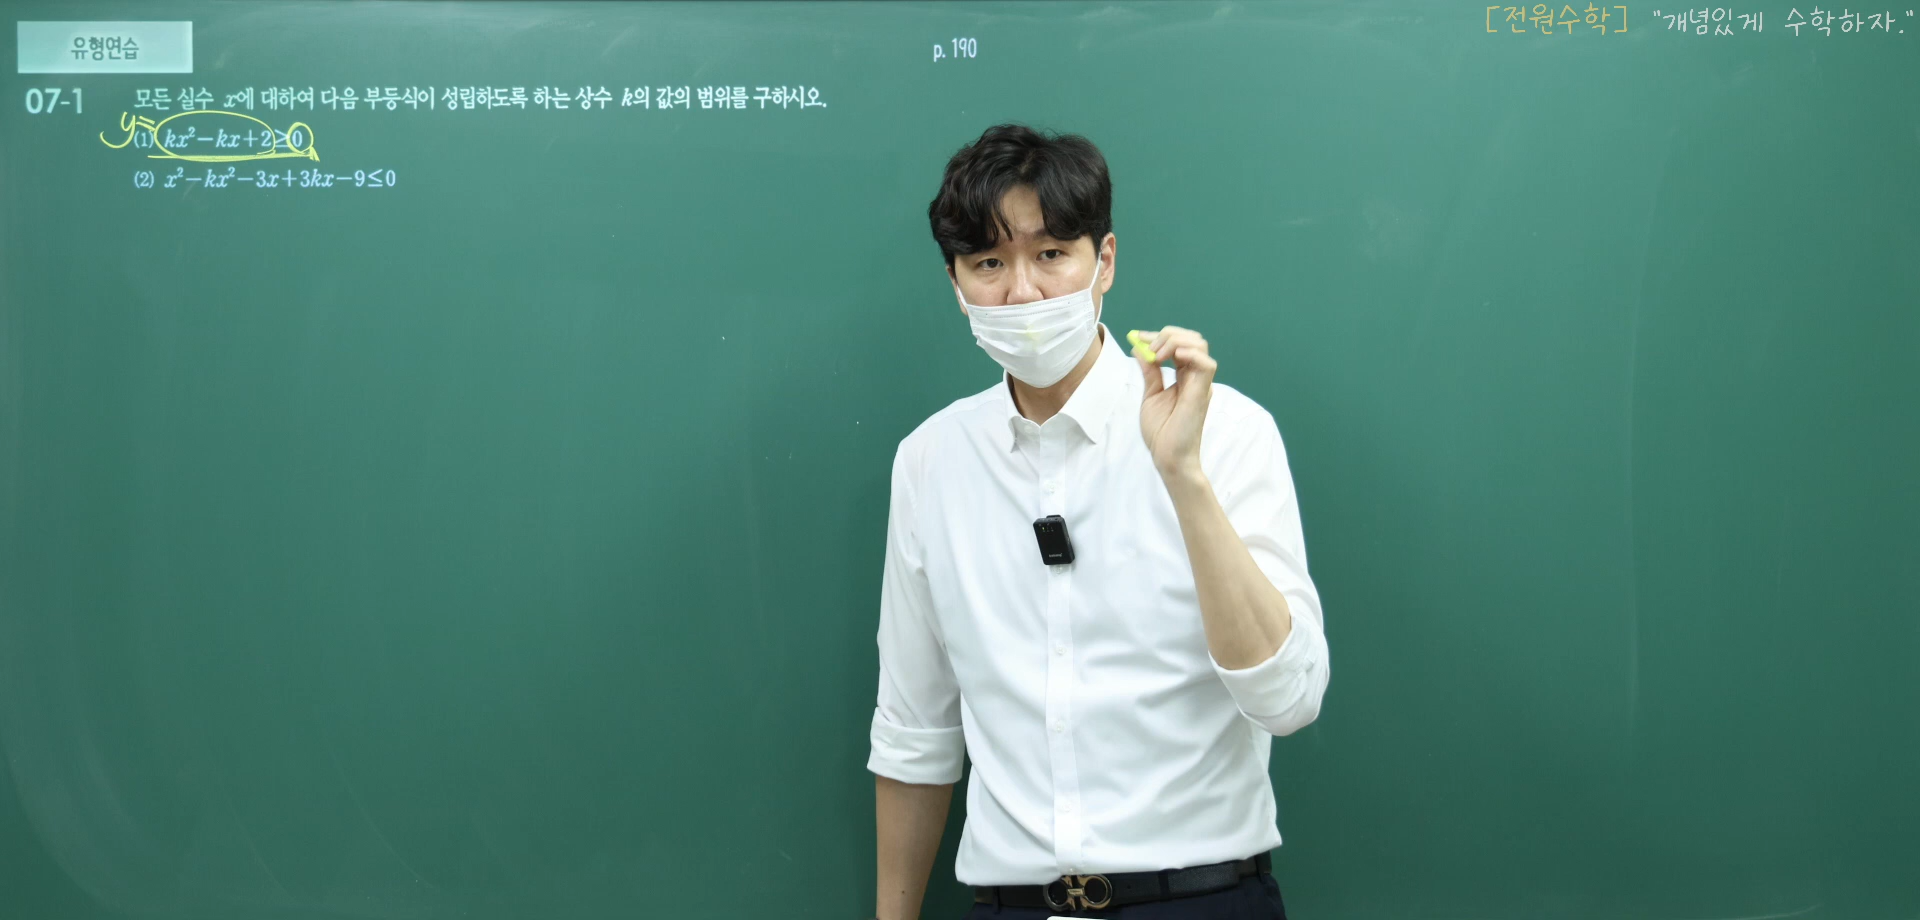 [전원수학] "개념있게 수학하자."
유형연습
p. 190
07-1 모든 실수 x에 대하여 다음 부등식이 성립하도록 하는 상수 k의 값의 범위를 구하시오.
y=
(1) kx²-kx+2≥0
(2) x²-kx²-3x+3kx-9≤0